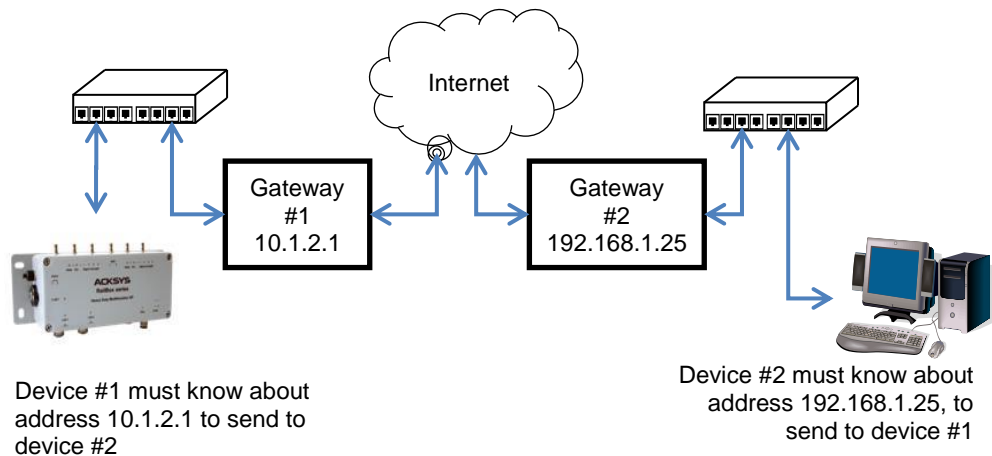 Internet
Gateway
#1
10.1.2.1
Gateway
#2
192.168.1.25
ACKSYS
RailBox series
Device #1 must know about
address 10.1.2.1 to send to
device #2
Device #2 must know about
address 192.168.1.25, to
send to device #1